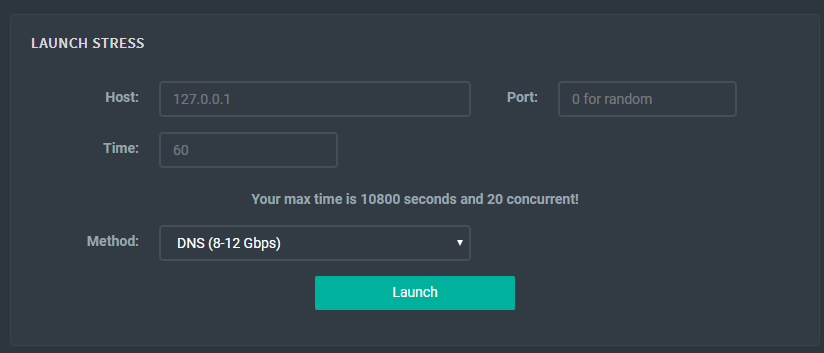 LAUNCH STRESS
Host: 127.0.0.1 Port: 0 for random
Time: 60
Your max time is 10800 seconds and 20 concurrent!
Method: DNS (8-12 Gbps)
Launch